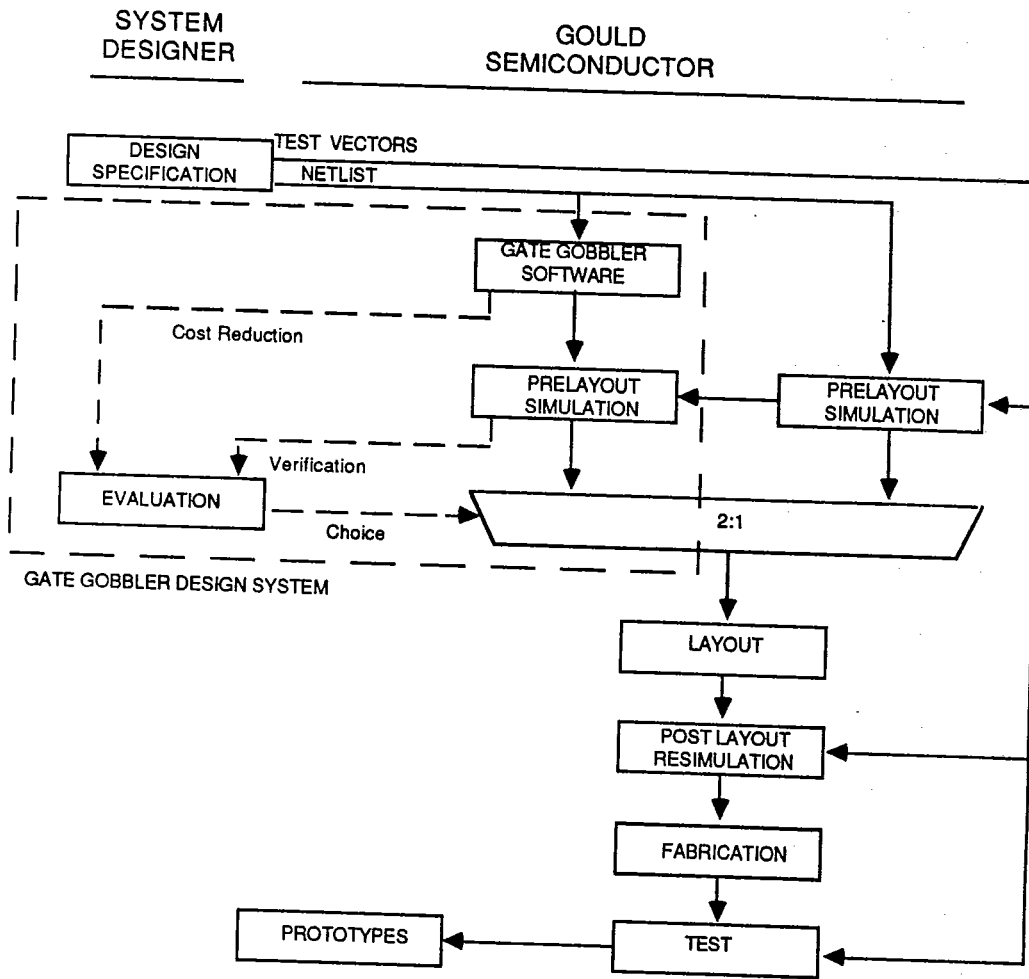 SYSTEM
DESIGNER
GOULD
SEMICONDUCTOR
DESIGN
SPECIFICATION
TEST VECTORS
NETLIST
GATE GOBBLER
SOFTWARE
Cost Reduction
PRELAYOUT
SIMULATION
PRELAYOUT
SIMULATION
Verification
EVALUATION
Choice
2:1
GATE GOBBLER DESIGN SYSTEM
LAYOUT
POST LAYOUT
RESIMULATION
FABRICATION
PROTOTYPES
TEST